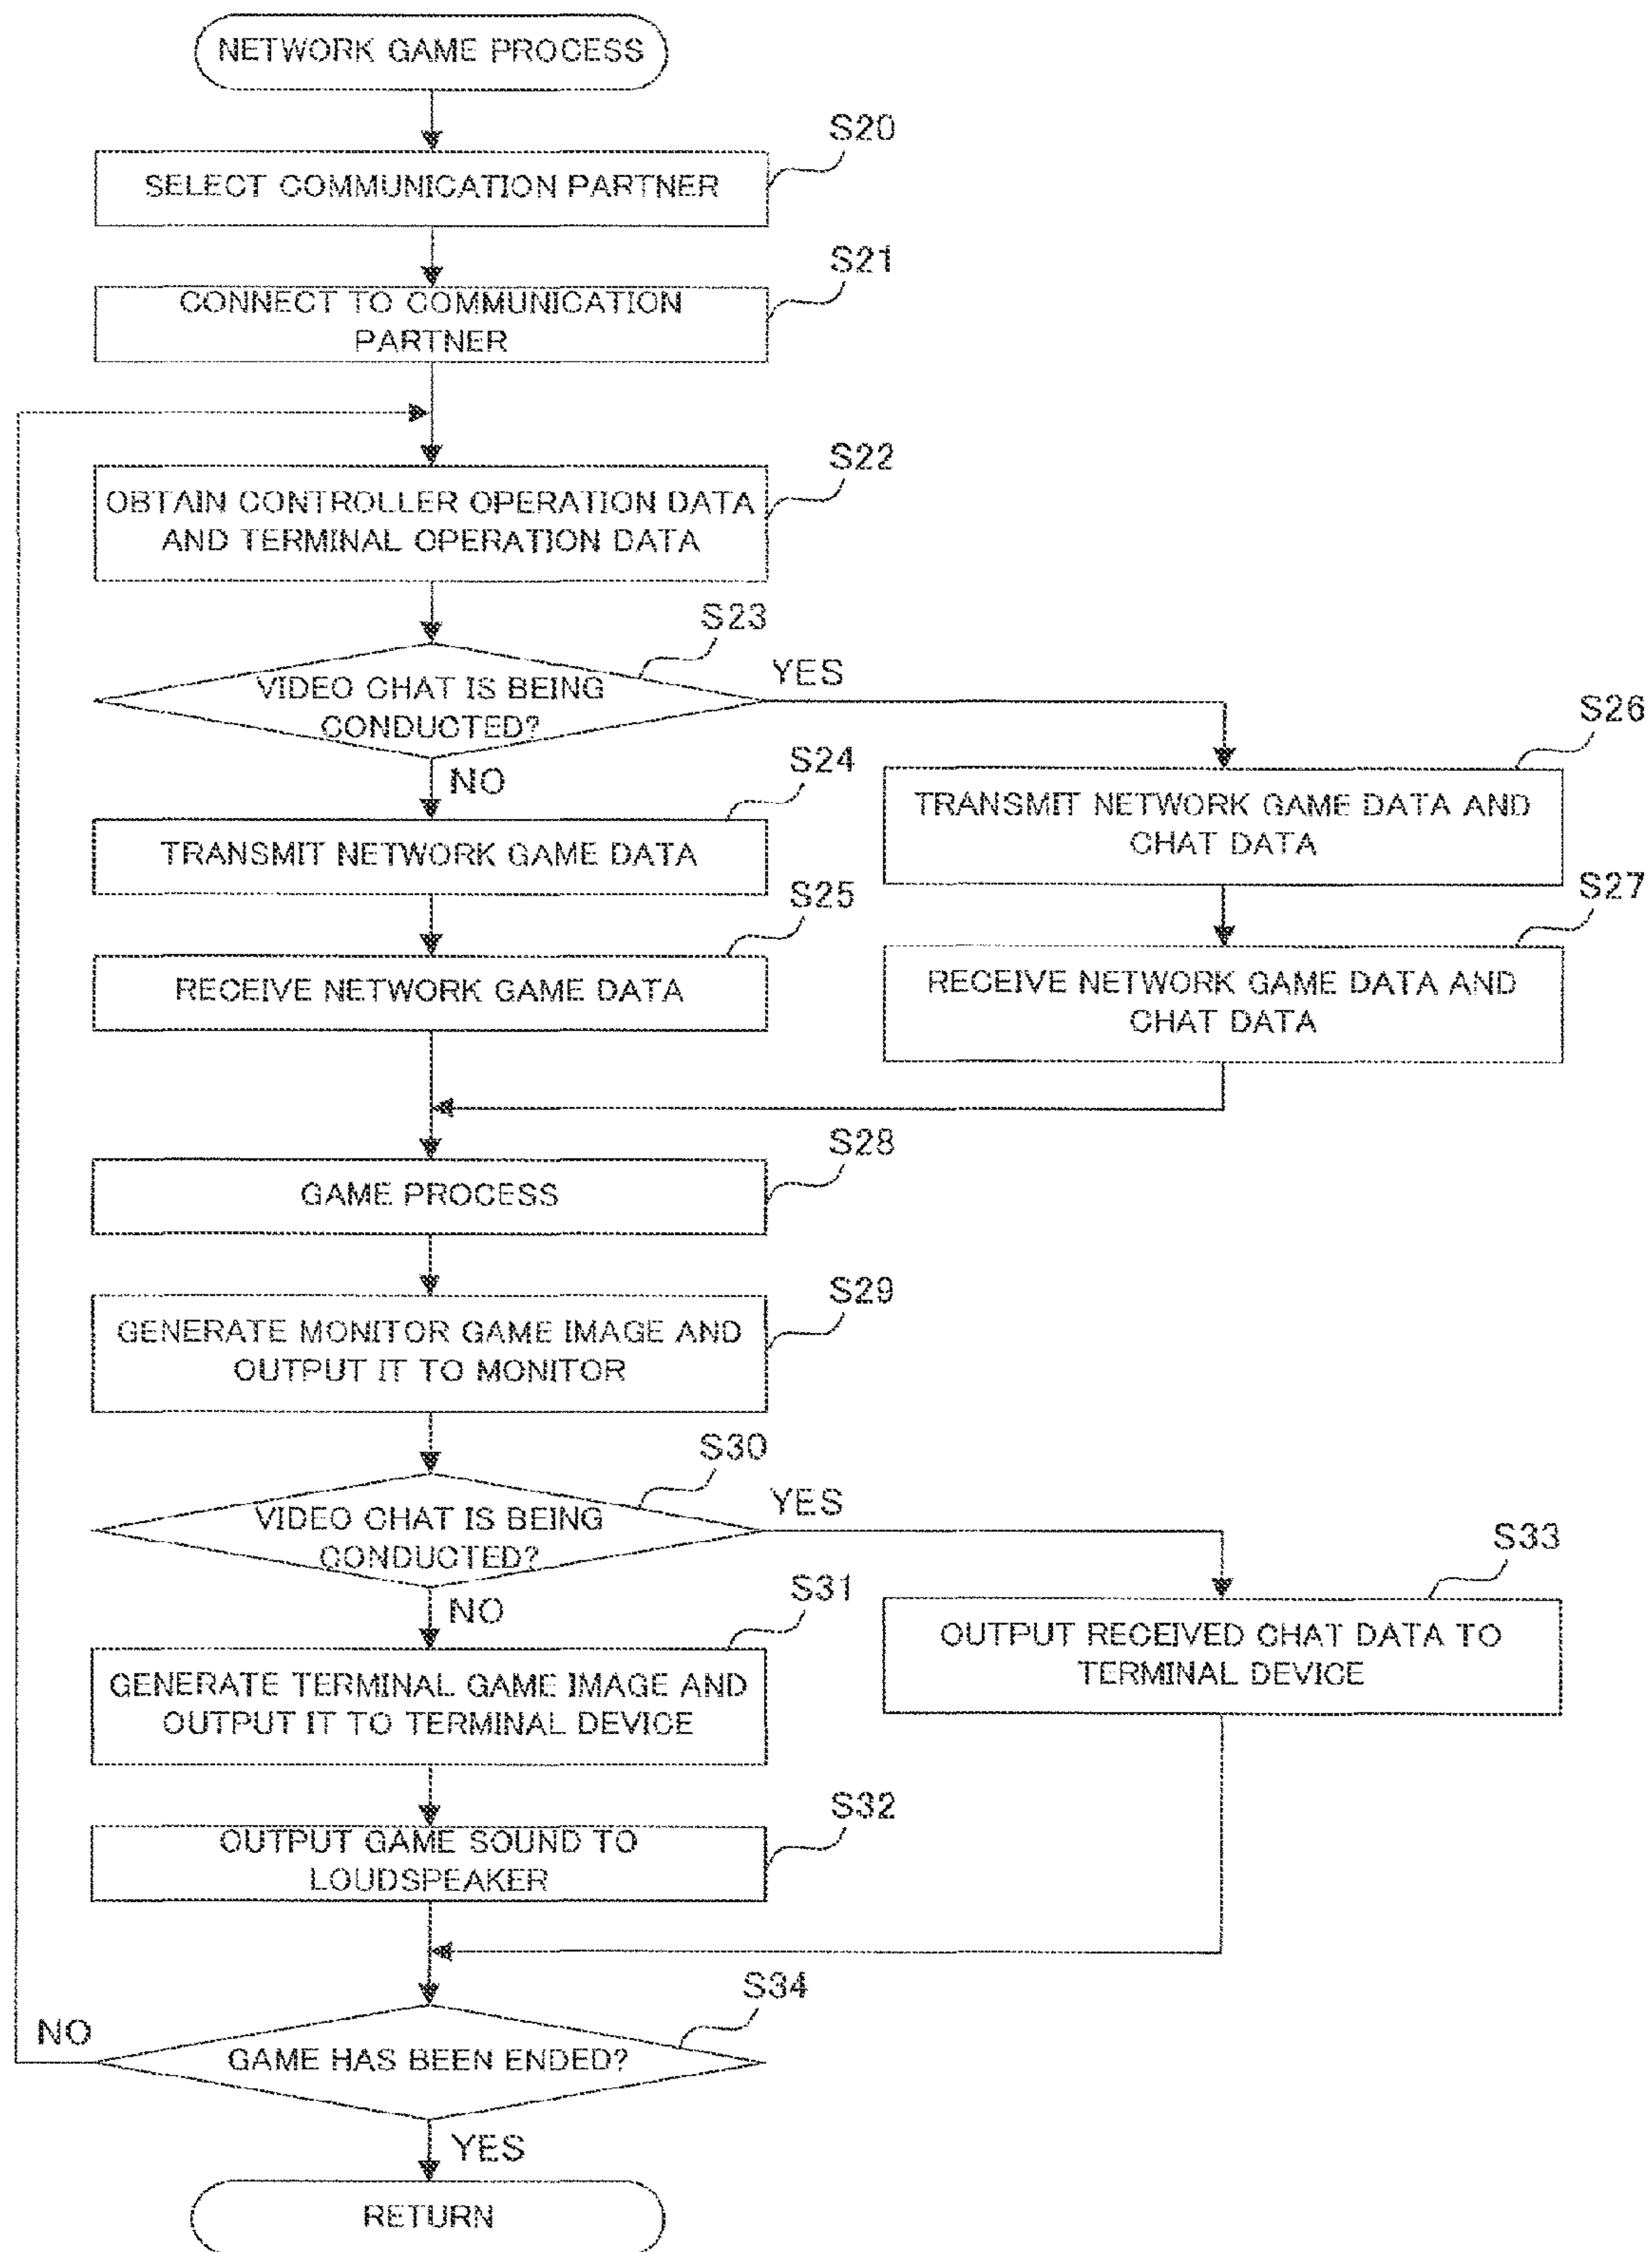 NETWORK GAME PROCESS
S20
SELECT COMMUNICATION PARTNER
S21
CONNECT TO COMMUNICATION
PARTNER
S22
OBTAIN CONTROLLER OPERATION DATA
AND TERMINAL OPERATION DATA
S23
VIDEO CHAT IS BEING
CONDUCTED?
YES
NO
S24
TRANSMIT NETWORK GAME DATA
S25
RECEIVE NETWORK GAME DATA
S26
TRANSMIT NETWORK GAME DATA AND
CHAT DATA
S27
RECEIVE NETWORK GAME DATA AND
CHAT DATA
S28
GAME PROCESS
S29
GENERATE MONITOR GAME IMAGE AND
OUTPUT IT TO MONITOR
S30
VIDEO CHAT IS BEING
CONDUCTED?
YES
NO
S31
GENERATE TERMINAL GAME IMAGE AND
OUTPUT IT TO TERMINAL DEVICE
S32
OUTPUT GAME SOUND TO
LOUDSPEAKER
S33
OUTPUT RECEIVED CHAT DATA TO
TERMINAL DEVICE
S34
GAME HAS BEEN ENDED?
NO
YES
RETURN